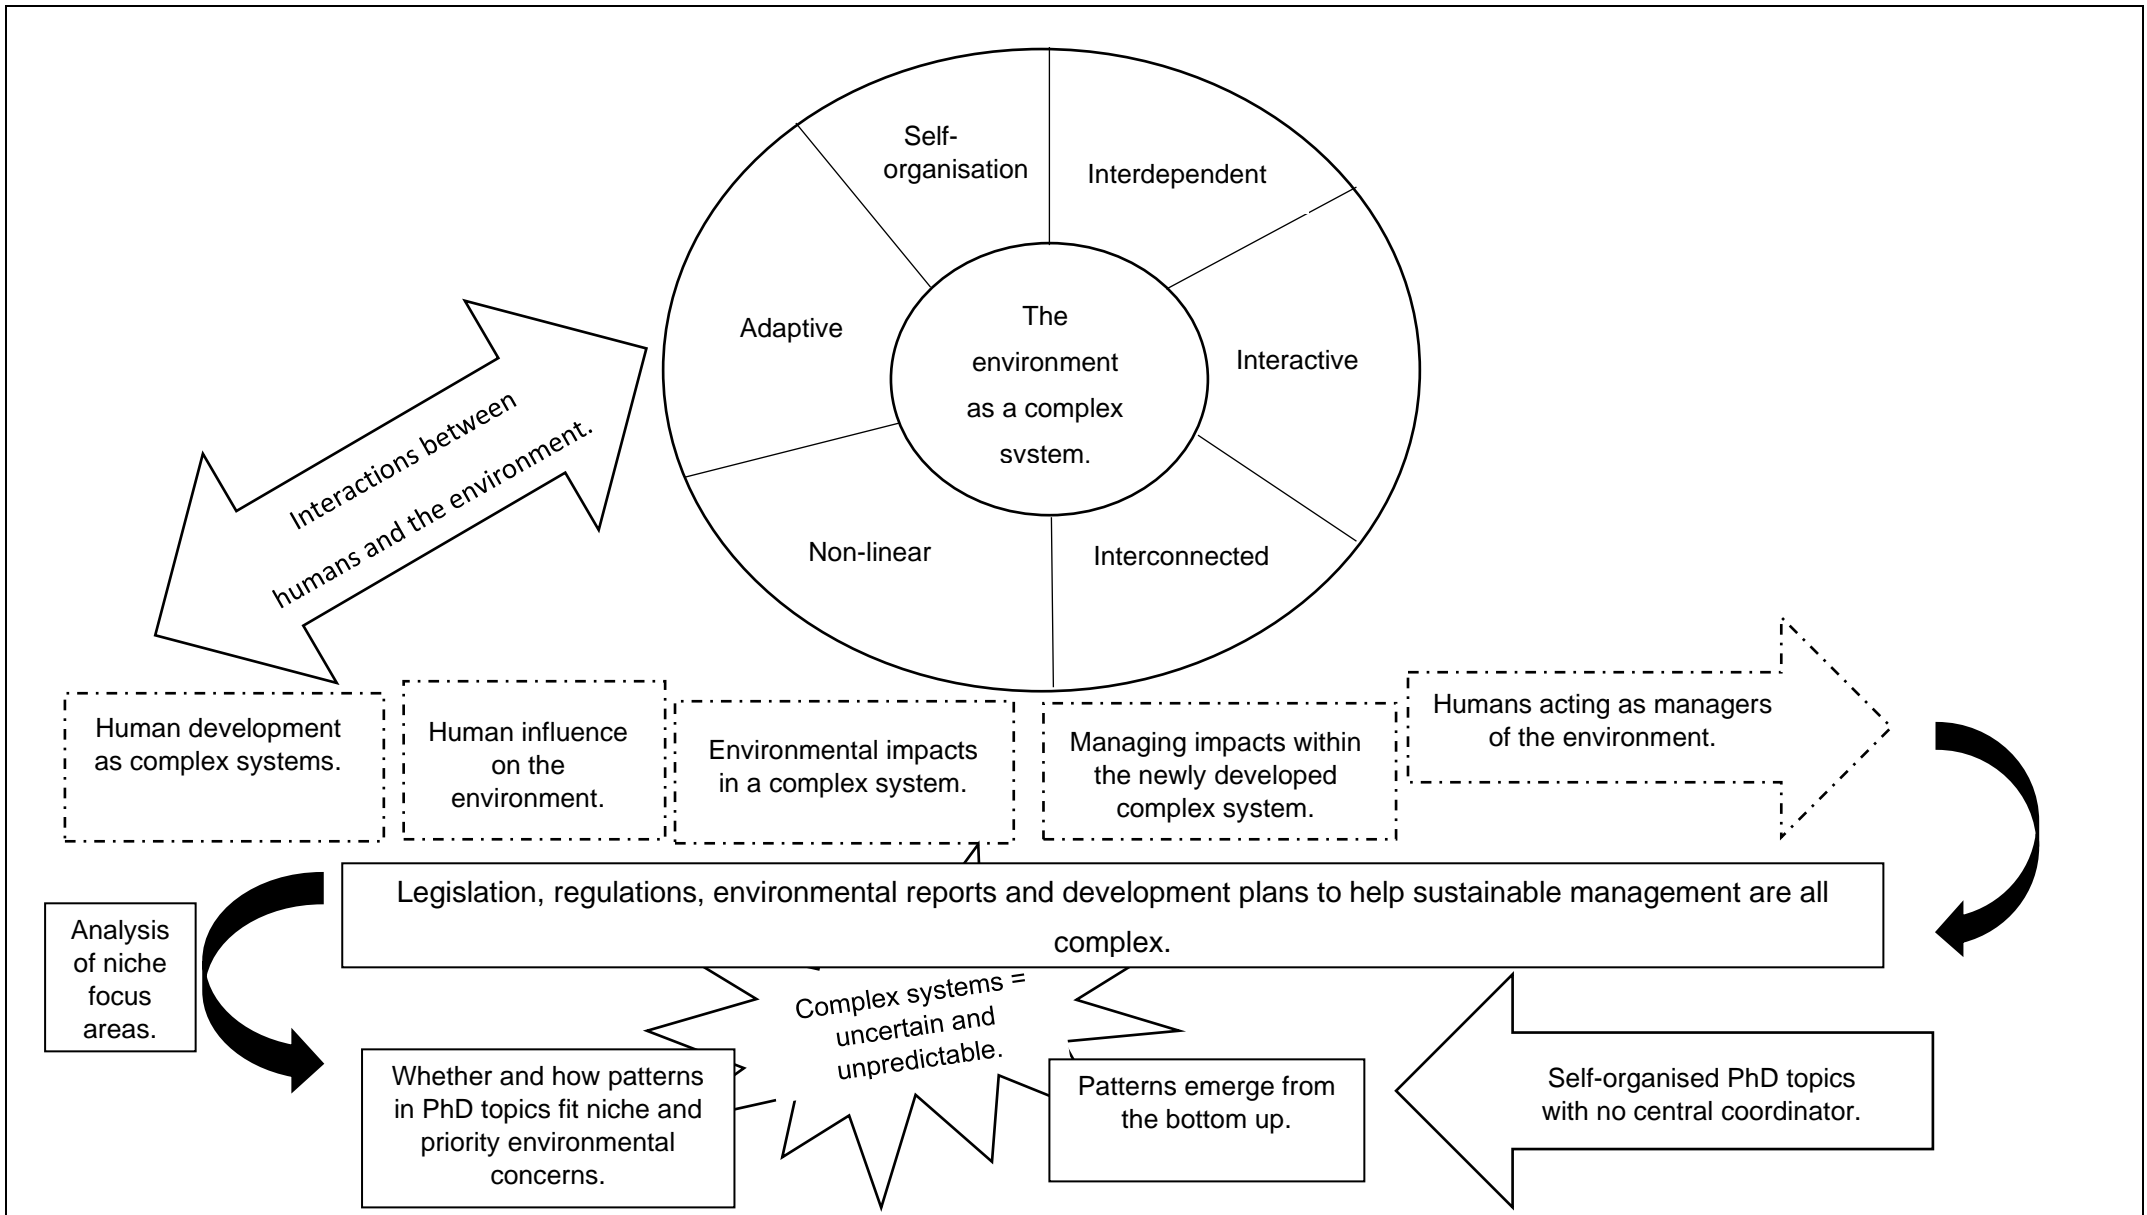 Self-
organisation
Interdependent
Adaptive
The
environment
as a complex
system.
Interactive
Interactions between
humans and the environment.
Non-linear
Interconnected
Human development
as complex systems.
Human influence
on the
environment.
Environmental impacts
in a complex system.
Managing impacts within
the newly developed
complex system.
Humans acting as managers
of the environment.
Legislation, regulations, environmental reports and development plans to help sustainable management are all
complex.
Analysis
of niche
focus
areas.
Complex systems =
uncertain and
unpredictable.
Whether and how patterns
in PhD topics fit niche and
priority environmental
concerns.
Patterns emerge from
the bottom up.
Self-organised PhD topics
with no central coordinator.